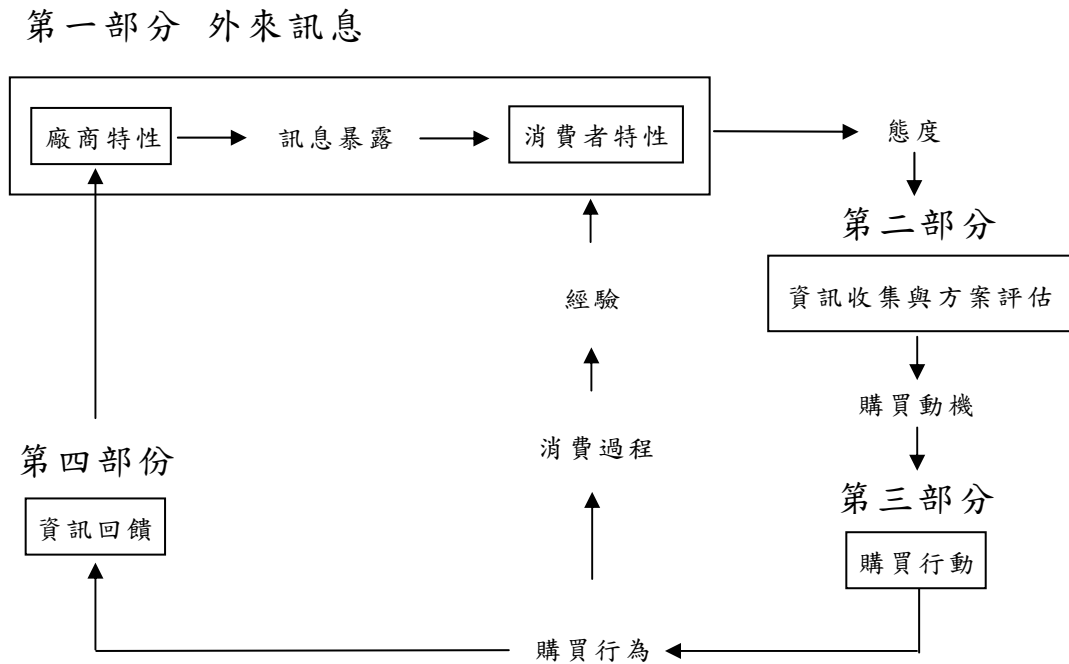 第一部分 外來訊息
廠商特性
訊息暴露
消費者特性
態度
第二部分
資訊收集與方案評估
經驗
購買動機
消費過程
第四部份
第三部分
資訊回饋
購買行動
購買行為